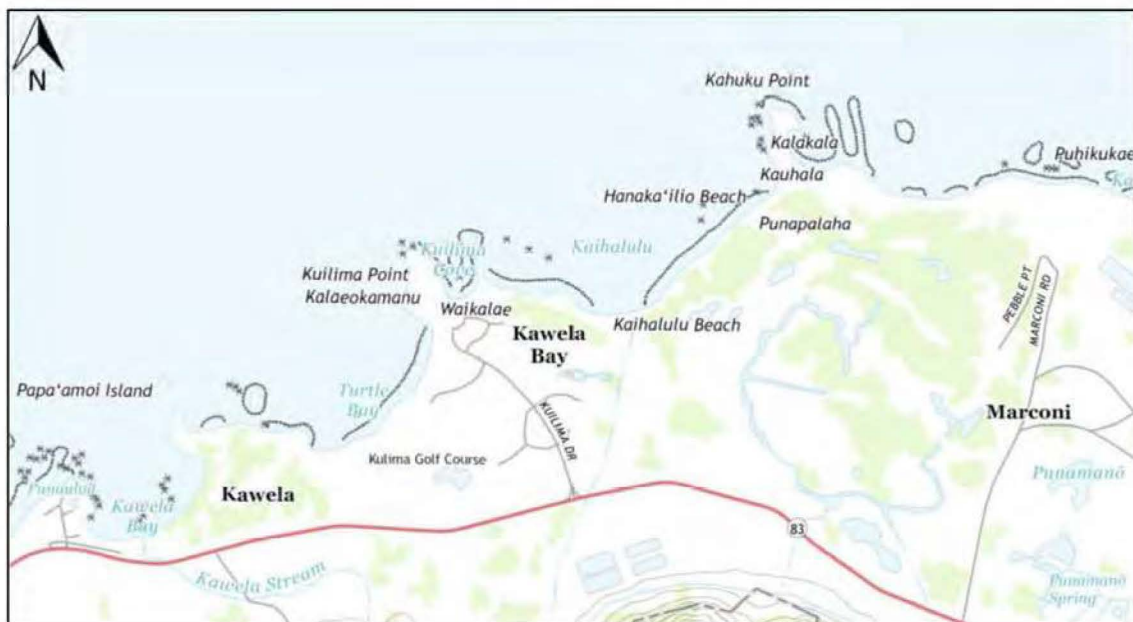 N
Kahuku Point
Kalākala
Puhikukae
Kauhala
Hanaka‘ilio Beach
Punapalaha
Kuilima
Cove
Kaihalulu
Kuilima Point
Kalaeokamanu
Waikalae
Kaihalulu Beach
PEBBLE PT
MARCONI RD
Kawela
Bay
Papa‘amoi Island
Turtle
Bay
Marconi
KUILIMA DR
Kulima Golf Course
Kawela
Punamanō
Kawela
Bay
83
Kawela Stream
Punamanō
Spring